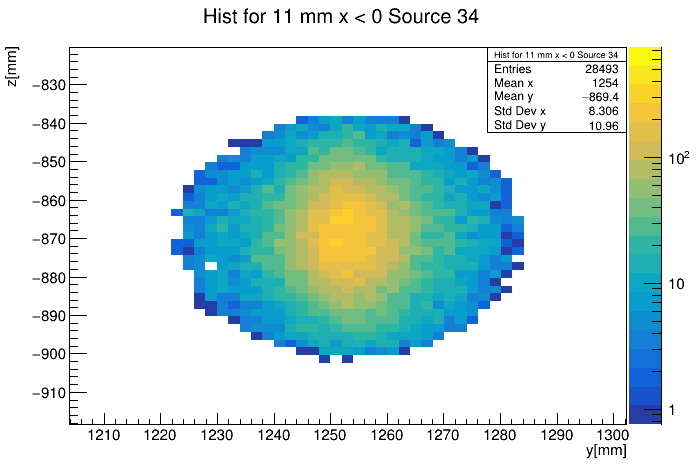 Hist for 11 mm x < 0 Source 34
z[mm]
Hist for 11 mm x < 0 Source 34
Entries 28493
Mean x 1254
Mean y −869.4
Std Dev x 8.306
Std Dev y 10.96
−830
−840
−850
−860
−870
−880
−890
−900
−910
10²
10
1
1210 1220 1230 1240 1250 1260 1270 1280 1290 1300
y[mm]